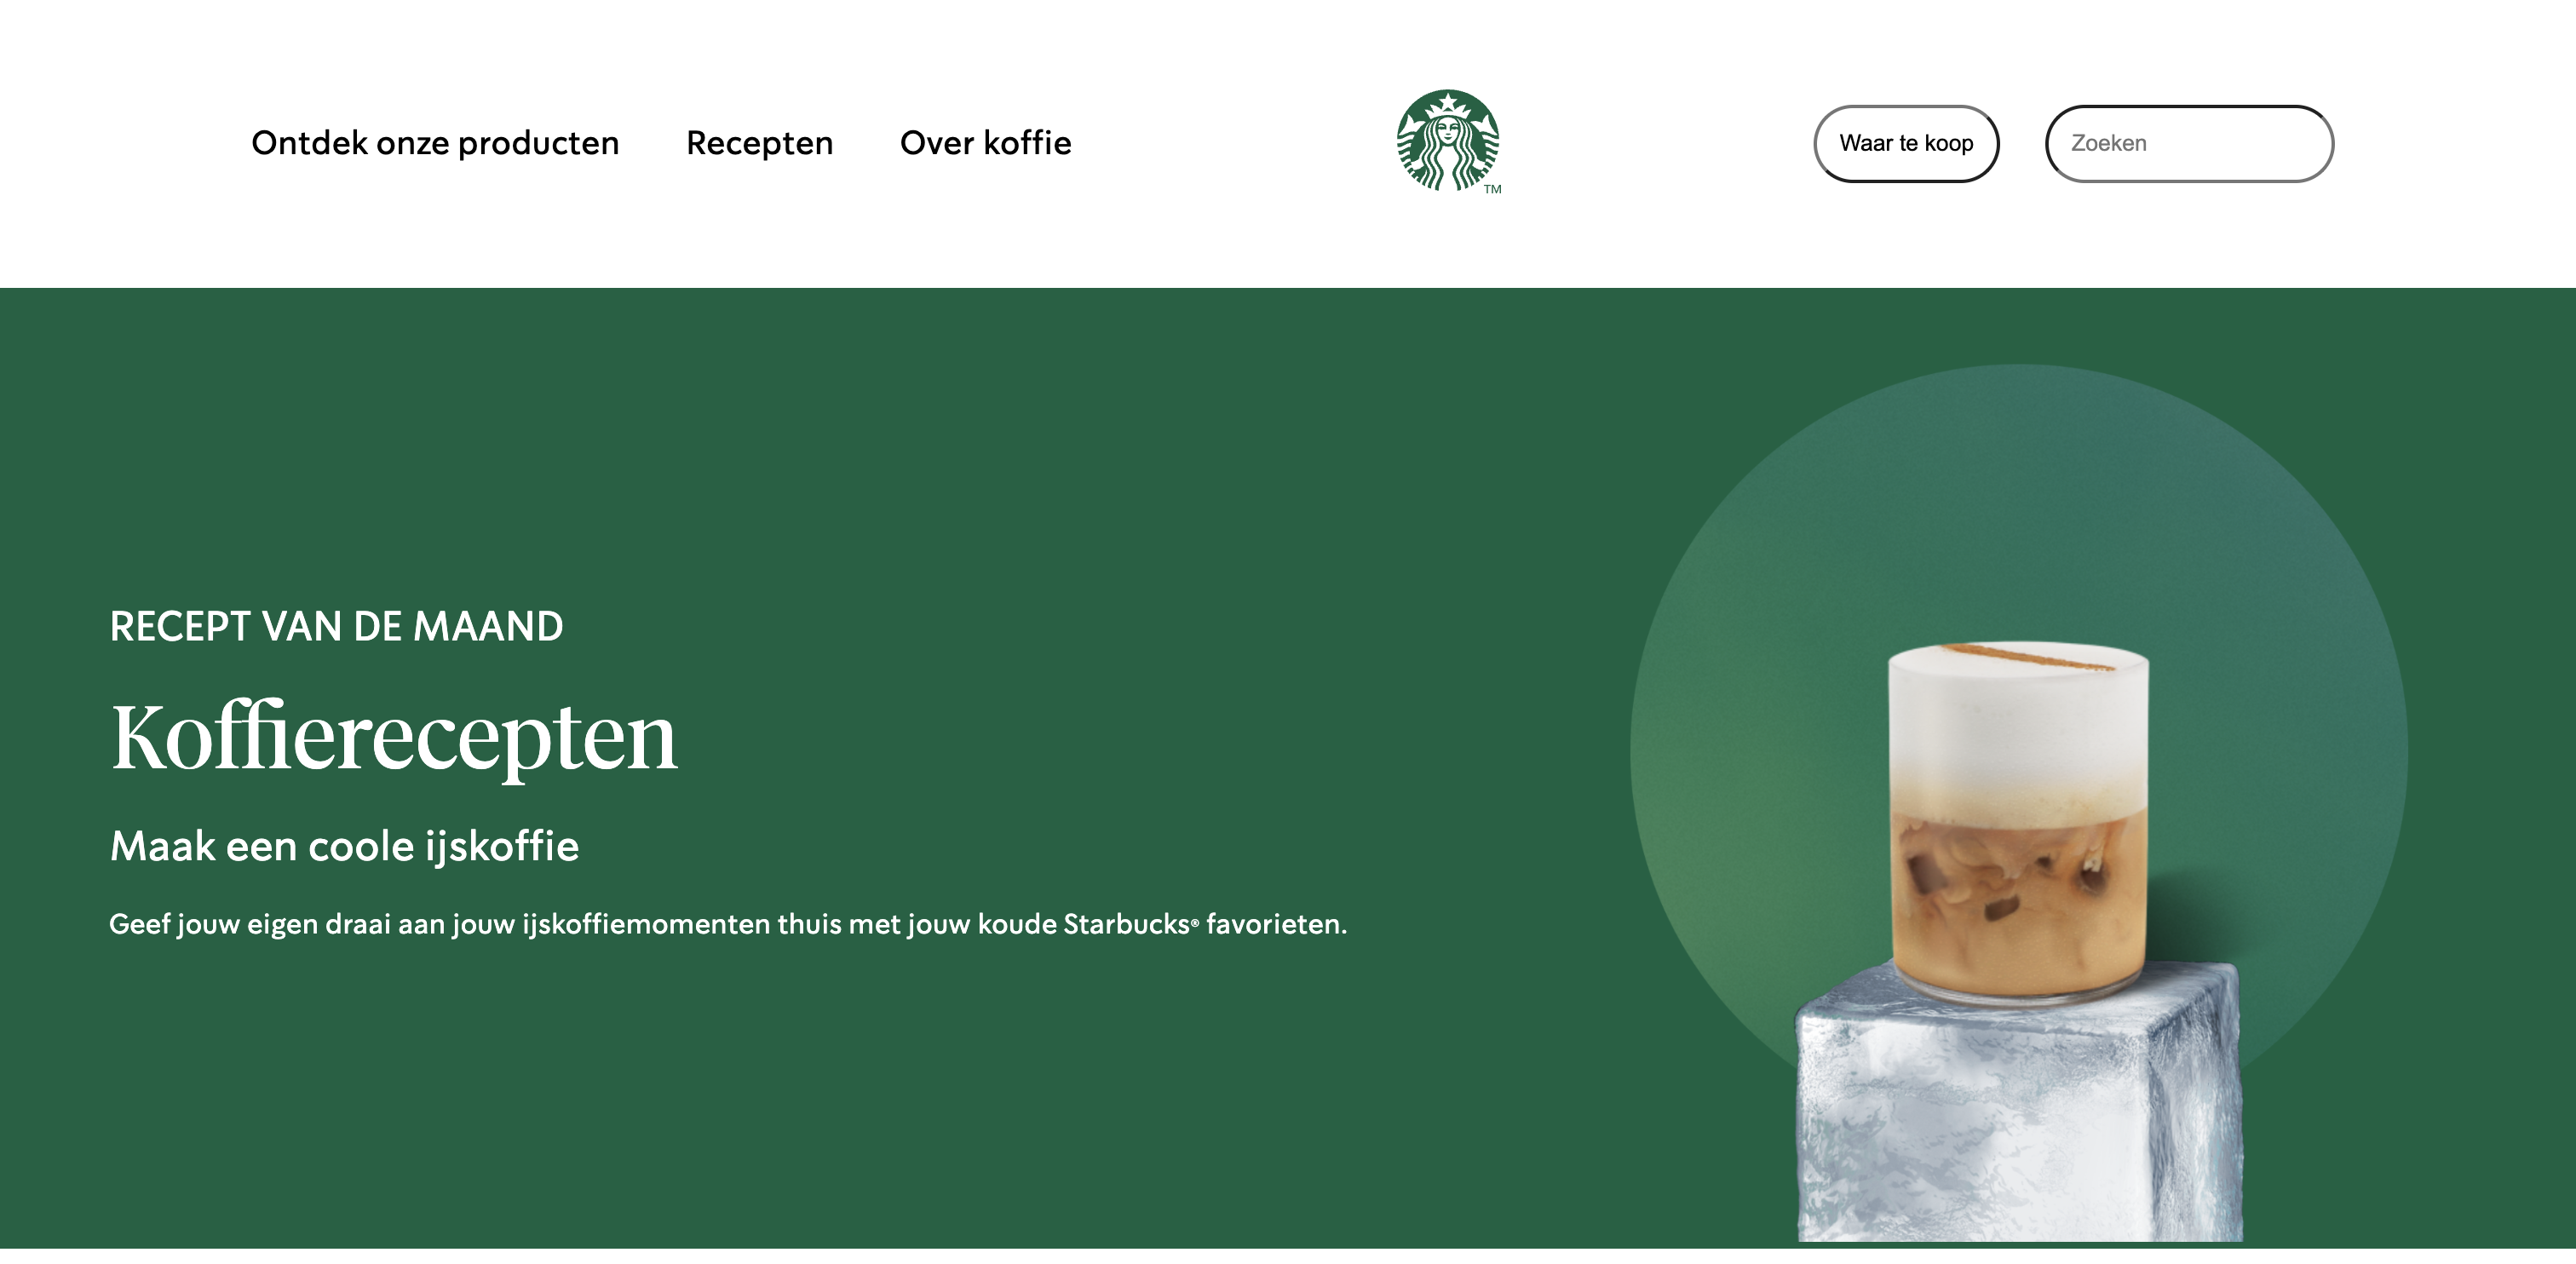 Ontdek onze producten
Recepten
Over koffie
TM
Waar te koop
Zoeken
RECEPT VAN DE MAAND
Koffierecepten
Maak een coole ijskoffie
Geef jouw eigen draai aan jouw ijskoffiemomenten thuis met jouw koude Starbucks® favorieten.